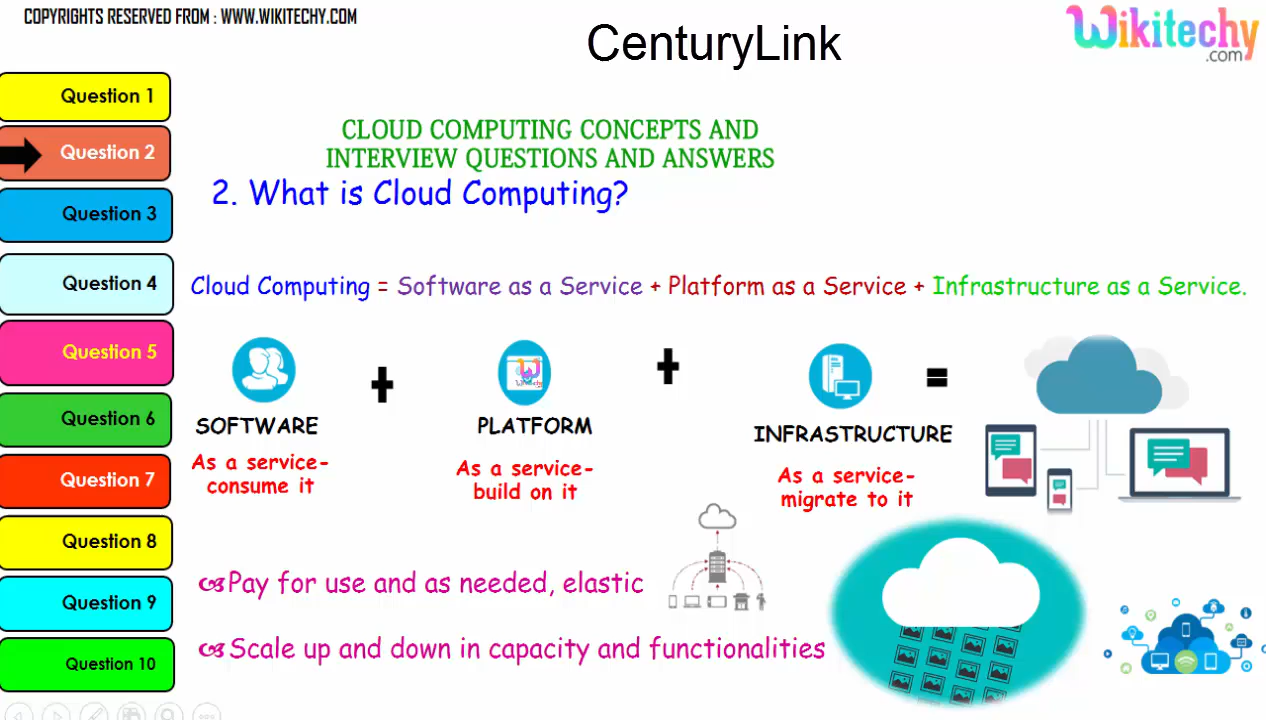 COPYRIGHTS RESERVED FROM : WWW.WIKITECHY.COM
CenturyLink
Wikitechy
.com
Question 1
Question 2
Question 3
Question 4
Question 5
Question 6
Question 7
Question 8
Question 9
Question 10
CLOUD COMPUTING CONCEPTS AND
INTERVIEW QUESTIONS AND ANSWERS
2. What is Cloud Computing?
Cloud Computing = Software as a Service + Platform as a Service + Infrastructure as a Service.
+
+
=
W
Wikitechy
SOFTWARE
As a service-
consume it
PLATFORM
As a service-
build on it
INFRASTRUCTURE
As a service-
migrate to it
Pay for use and as needed, elastic
Scale up and down in capacity and functionalities